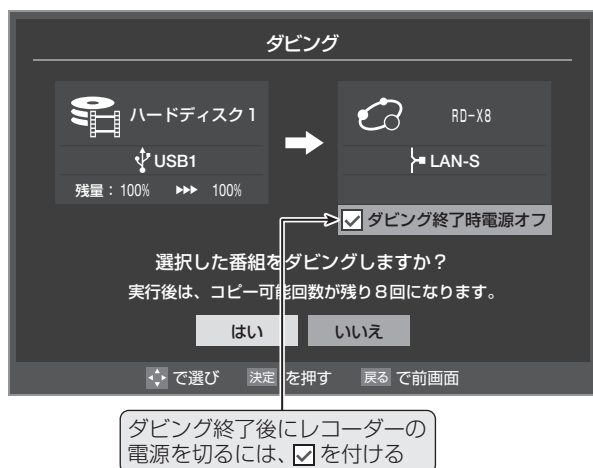 ダビング
ハードディスク1
RD-X8
USB1
LAN-S
残量：100% ▸▸▸ 100%
ダビング終了時電源オフ
選択した番組をダビングしますか？
実行後は、コピー可能回数が残り8回になります。
はい いいえ
で選び 決定 を押す 戻る で前画面
ダビング終了後にレコーダーの
電源を切るには、☑を付ける